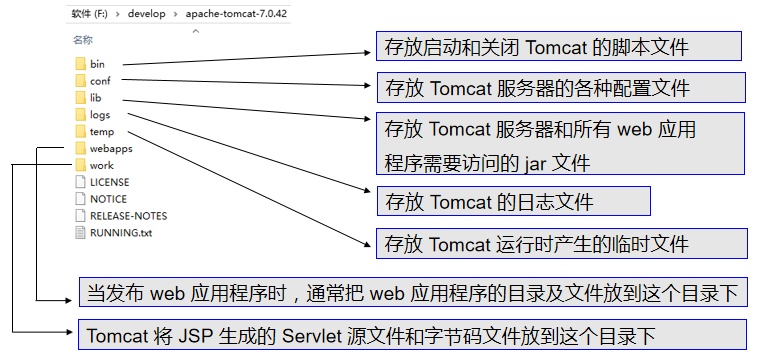 软件 (F:) › develop › apache-tomcat-7.0.42
名称
bin
conf
lib
logs
temp
webapps
work
LICENSE
NOTICE
RELEASE-NOTES
RUNNING.txt
存放启动和关闭 Tomcat 的脚本文件
存放 Tomcat 服务器的各种配置文件
存放 Tomcat 服务器和所有 web 应用
程序需要访问的 jar 文件
存放 Tomcat 的日志文件
存放 Tomcat 运行时产生的临时文件
当发布 web 应用程序时，通常把 web 应用程序的目录及文件放到这个目录下
Tomcat 将 JSP 生成的 Servlet 源文件和字节码文件放到这个目录下